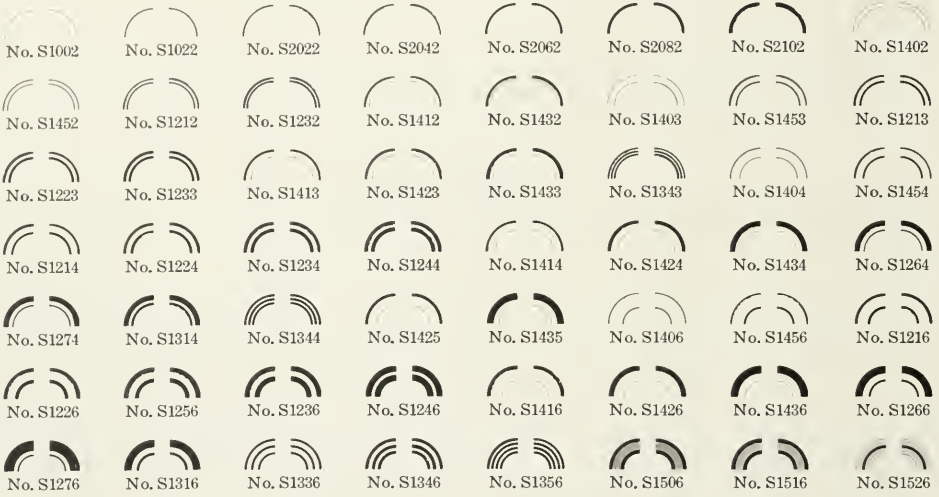 No. S1002 No. S1022 No. S2022 No. S2042 No. S2062 No. S2082 No. S2102 No. S1402
No. S1452 No. S1212 No. S1232 No. S1412 No. S1432 No. S1403 No. S1453 No. S1213
No. S1223 No. S1233 No. S1413 No. S1423 No. S1433 No. S1343 No. S1404 No. S1454
No. S1214 No. S1224 No. S1234 No. S1244 No. S1414 No. S1424 No. S1434 No. S1264
No. S1274 No. S1314 No. S1344 No. S1425 No. S1435 No. S1406 No. S1456 No. S1216
No. S1226 No. S1256 No. S1236 No. S1246 No. S1416 No. S1426 No. S1436 No. S1266
No. S1276 No. S1316 No. S1336 No. S1346 No. S1356 No. S1506 No. S1516 No. S1526